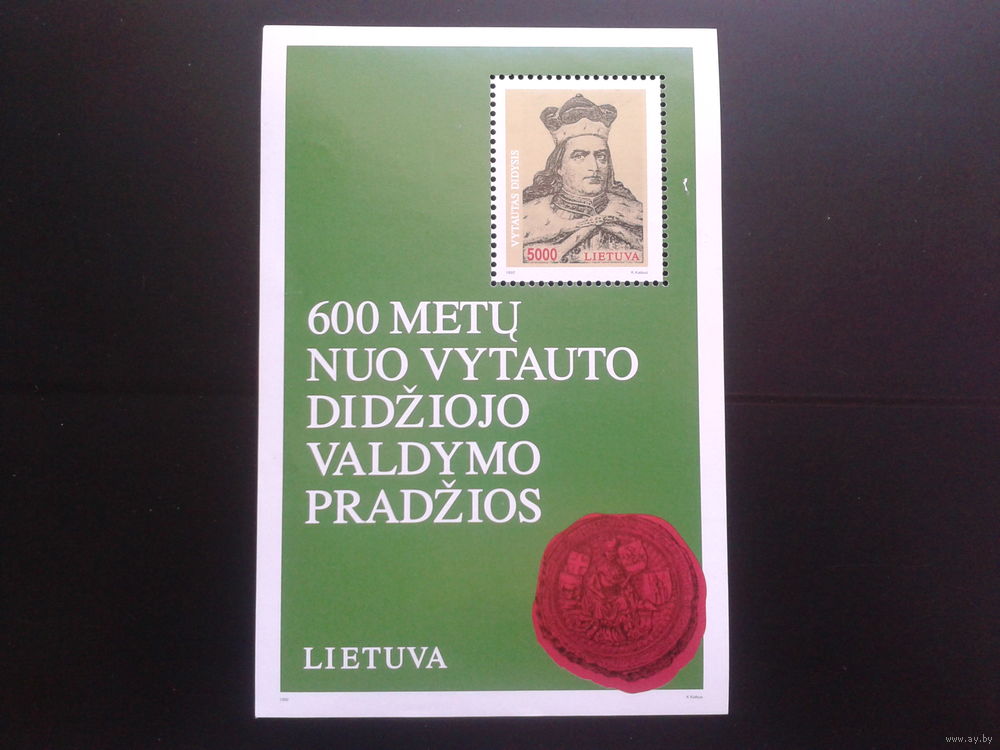 VYTAUTAS DIDYSIS
5000 LIETUVA
600 METŲ
NUO VYTAUTO
DIDŽIOJO
VALDYMO
PRADŽIOS
LIETUVA
www.ay.by